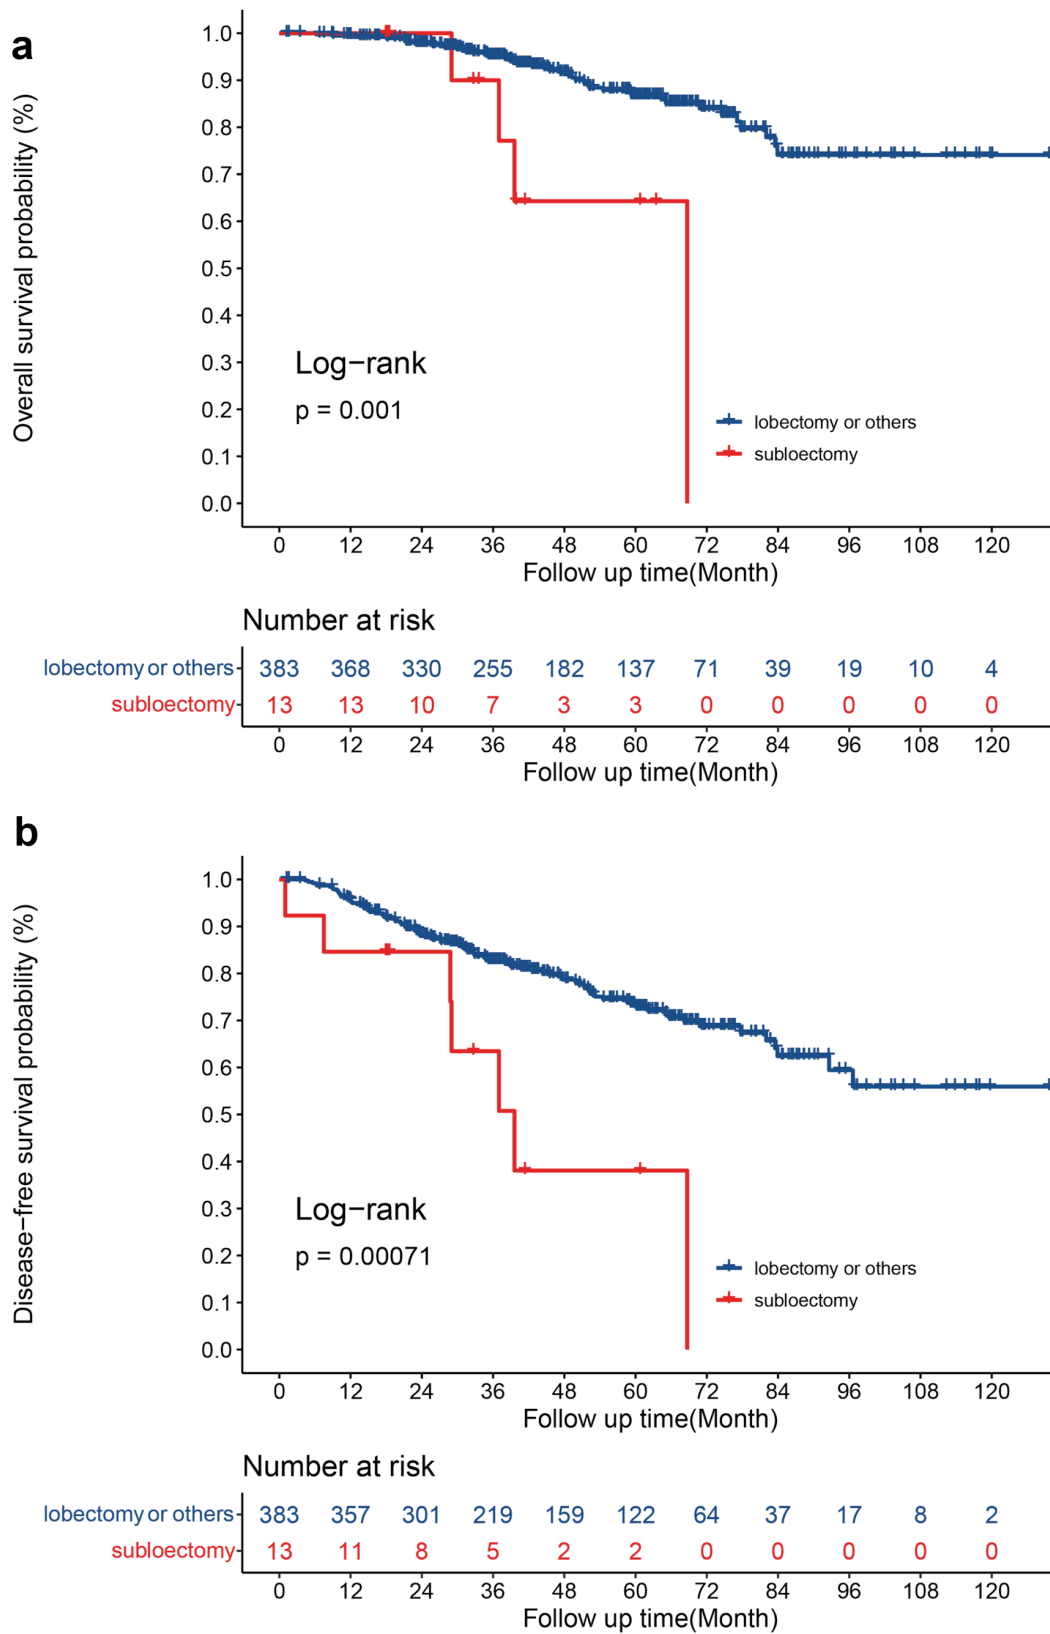 a
Overall survival probability (%)
1.0
0.9
0.8
0.7
0.6
0.5
0.4
0.3
0.2
0.1
0.0
Log-rank
p = 0.001
lobectomy or others
subloectomy
0 12 24 36 48 60 72 84 96 108 120
Follow up time(Month)
Number at risk
lobectomy or others 383 368 330 255 182 137 71 39 19 10 4
subloectomy 13 13 10 7 3 3 0 0 0 0 0
0 12 24 36 48 60 72 84 96 108 120
Follow up time(Month)
b
Disease-free survival probability (%)
1.0
0.9
0.8
0.7
0.6
0.5
0.4
0.3
0.2
0.1
0.0
Log-rank
p = 0.00071
lobectomy or others
subloectomy
0 12 24 36 48 60 72 84 96 108 120
Follow up time(Month)
Number at risk
lobectomy or others 383 357 301 219 159 122 64 37 17 8 2
subloectomy 13 11 8 5 2 2 0 0 0 0 0
0 12 24 36 48 60 72 84 96 108 120
Follow up time(Month)